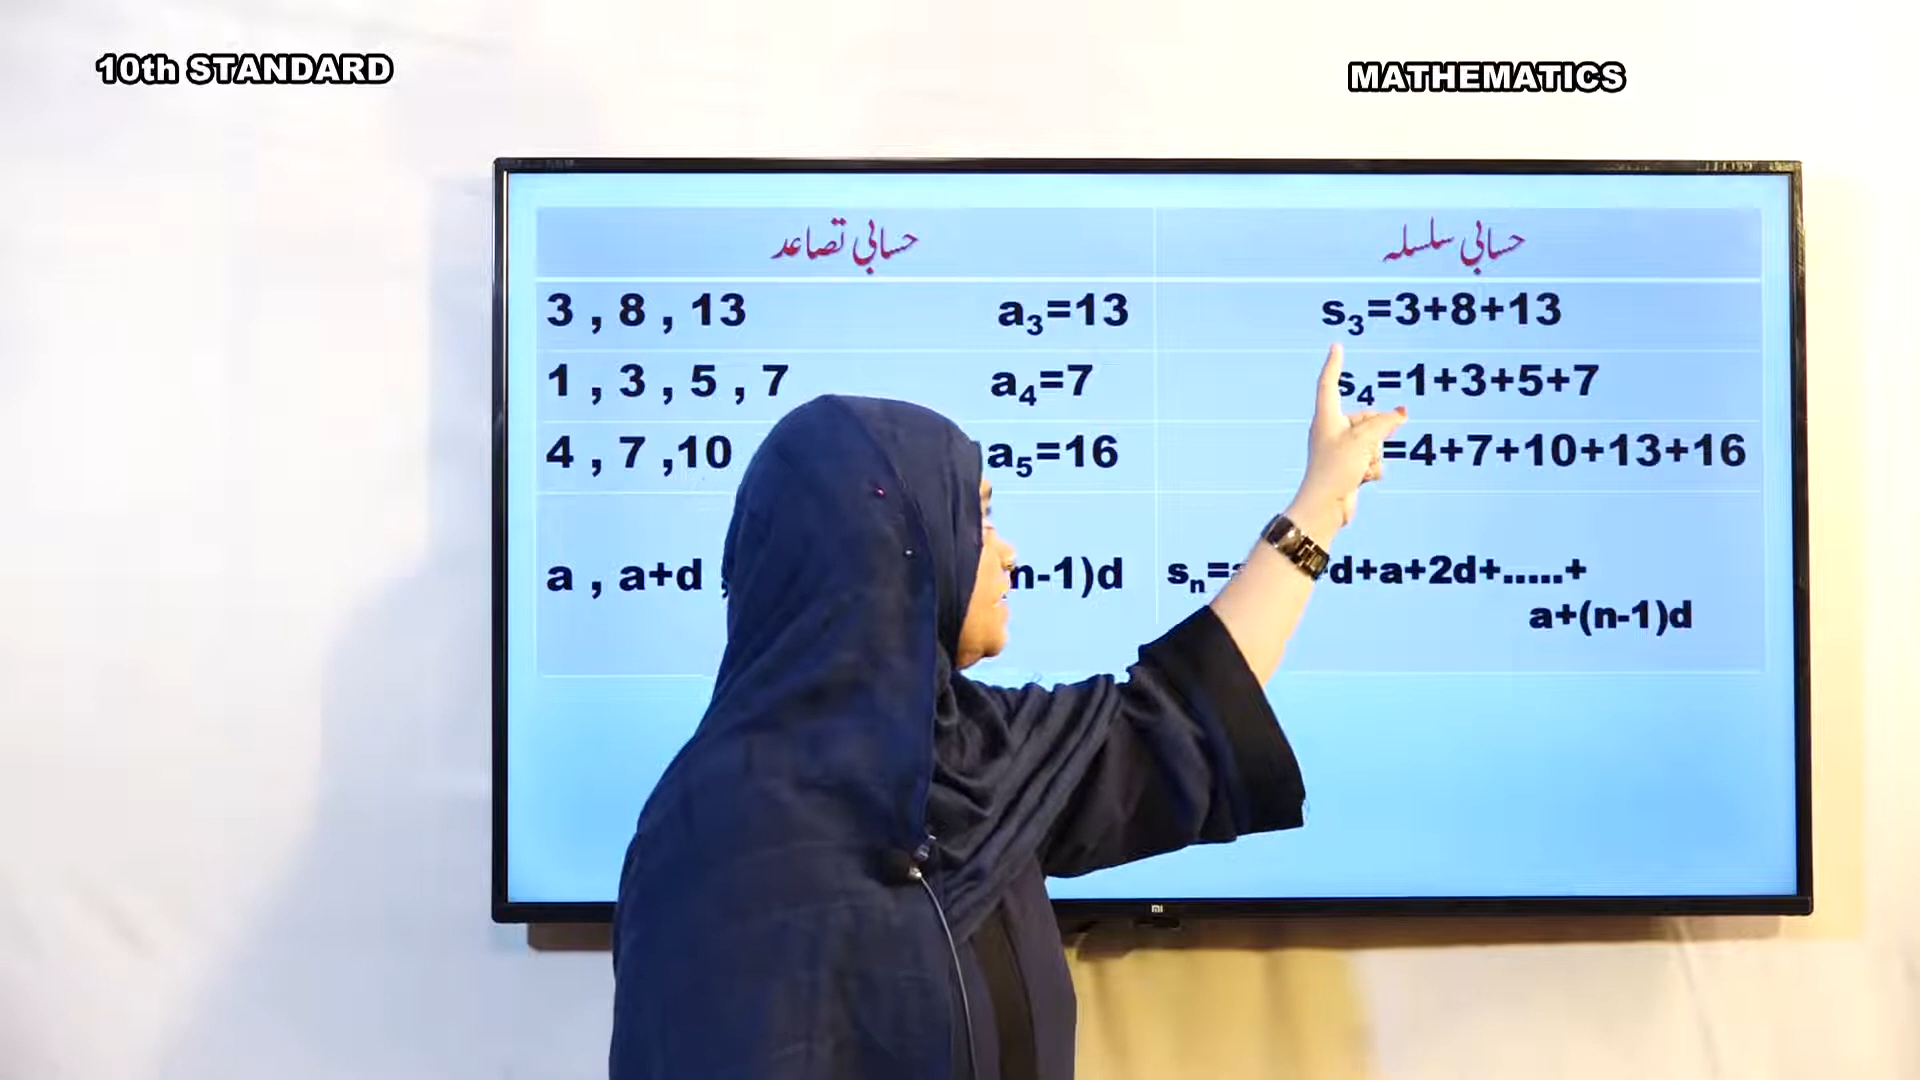 10th STANDARD
MATHEMATICS
حسابی تصاعد
حسابی سلسلہ
3 , 8 , 13 a₃=13 s₃=3+8+13
1 , 3 , 5 , 7 a₄=7 s₄=1+3+5+7
4 , 7 ,10 a₅=16 =4+7+10+13+16
a , a+d n-1)d sₙ= d+a+2d+.....+
a+(n-1)d
mi